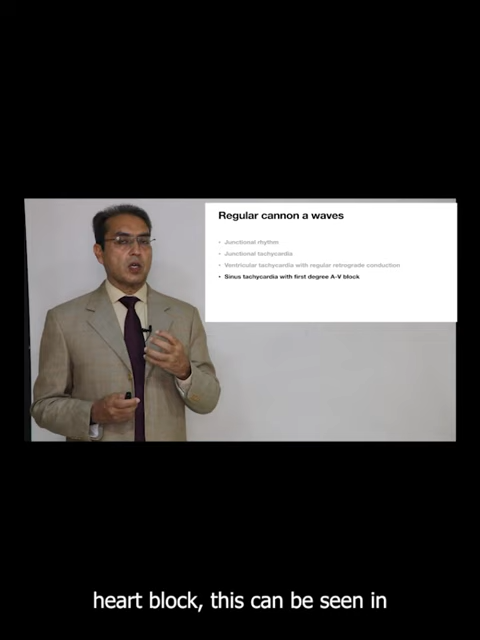 Regular cannon a waves
• Junctional rhythm
• Junctional tachycardia
• Ventricular tachycardia with regular retrograde conduction
• Sinus tachycardia with first degree A-V block
heart block, this can be seen in